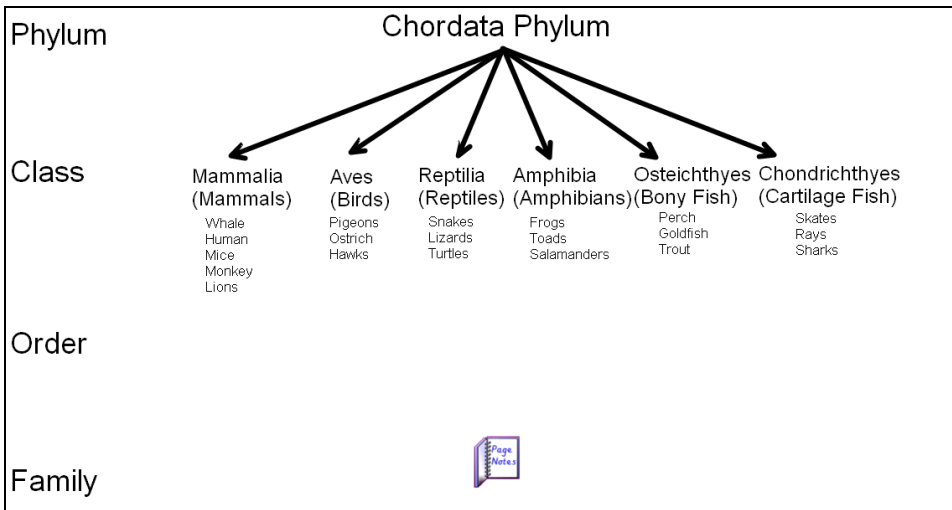 Phylum
Chordata Phylum
Class
Mammalia
(Mammals)
Whale
Human
Mice
Monkey
Lions
Aves
(Birds)
Pigeons
Ostrich
Hawks
Reptilia
(Reptiles)
Snakes
Lizards
Turtles
Amphibia
(Amphibians)
Frogs
Toads
Salamanders
Osteichthyes
(Bony Fish)
Perch
Goldfish
Trout
Chondrichthyes
(Cartilage Fish)
Skates
Rays
Sharks
Order
Page
Notes
Family